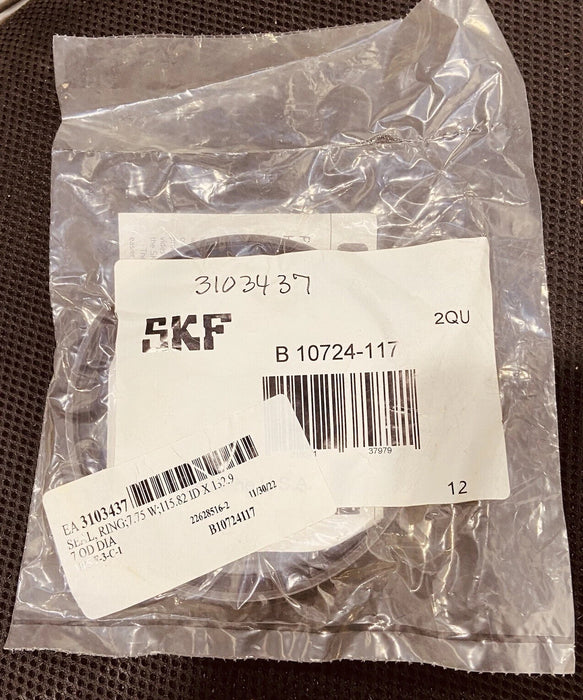 3103437
SKF
2QU
B 10724-117
37979
12
EA 3103437
SEAL, RING;7.75 W;115.82 ID X 132.9
7 OD DIA
22628516-2 11/30/22
B10724117